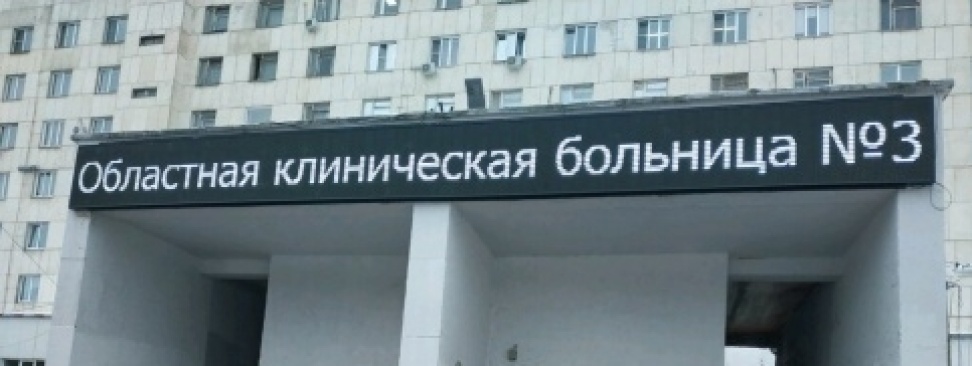 Областная клиническая больница №3